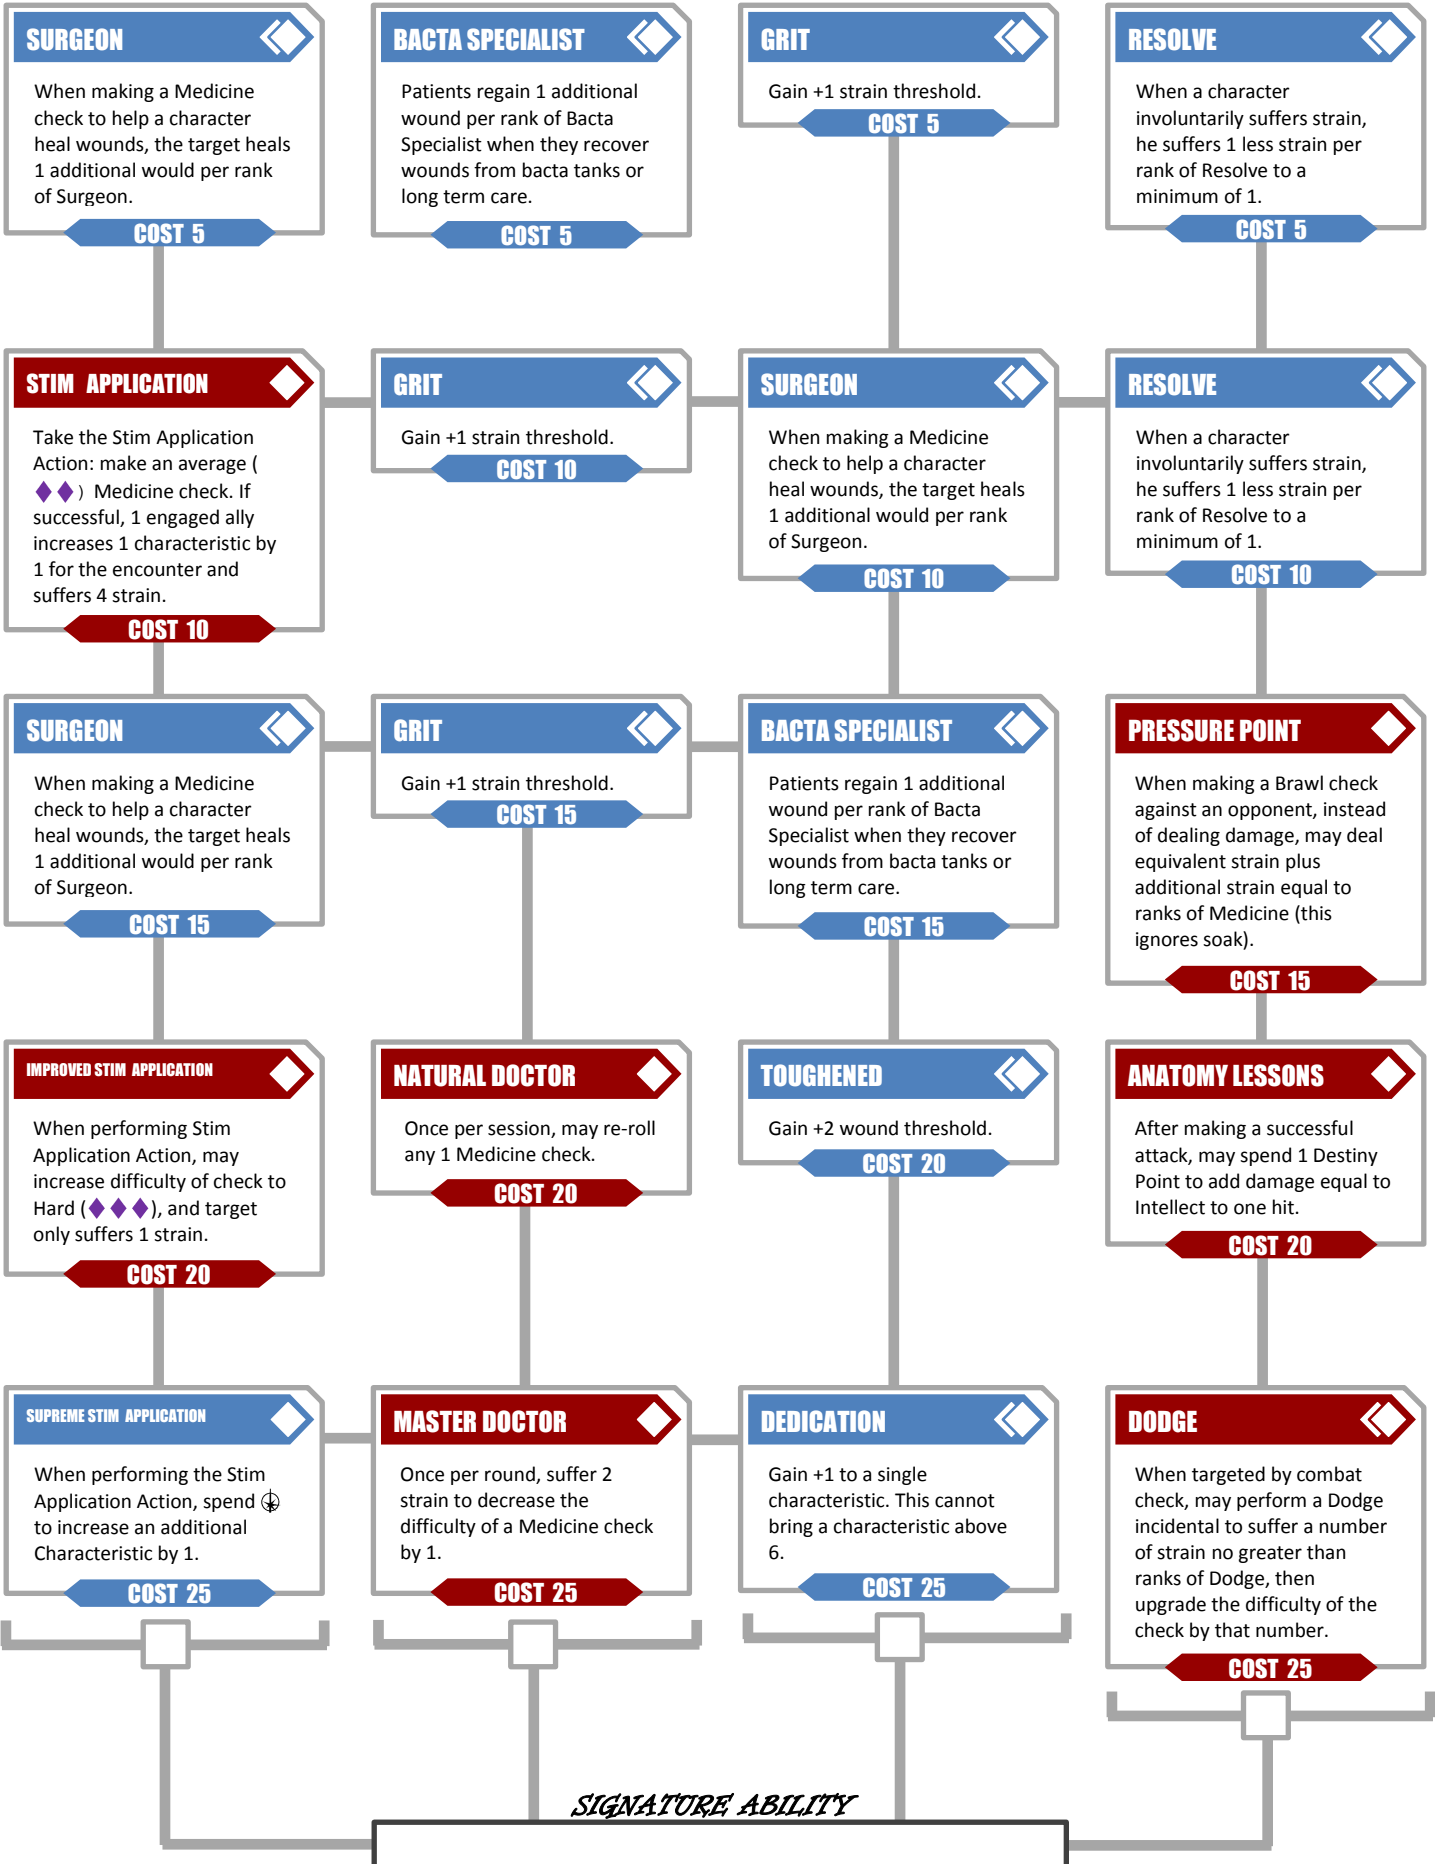 SURGEON
When making a Medicine
check to help a character
heal wounds, the target heals
1 additional would per rank
of Surgeon.
COST 5
BACTA SPECIALIST
Patients regain 1 additional
wound per rank of Bacta
Specialist when they recover
wounds from bacta tanks or
long term care.
COST 5
GRIT
Gain +1 strain threshold.
COST 5
RESOLVE
When a character
involuntarily suffers strain,
he suffers 1 less strain per
rank of Resolve to a
minimum of 1.
COST 5
STIM APPLICATION
Take the Stim Application
Action: make an average (
♦♦) Medicine check. If
successful, 1 engaged ally
increases 1 characteristic by
1 for the encounter and
suffers 4 strain.
COST 10
GRIT
Gain +1 strain threshold.
COST 10
SURGEON
When making a Medicine
check to help a character
heal wounds, the target heals
1 additional would per rank
of Surgeon.
COST 10
RESOLVE
When a character
involuntarily suffers strain,
he suffers 1 less strain per
rank of Resolve to a
minimum of 1.
COST 10
SURGEON
When making a Medicine
check to help a character
heal wounds, the target heals
1 additional would per rank
of Surgeon.
COST 15
GRIT
Gain +1 strain threshold.
COST 15
BACTA SPECIALIST
Patients regain 1 additional
wound per rank of Bacta
Specialist when they recover
wounds from bacta tanks or
long term care.
COST 15
PRESSURE POINT
When making a Brawl check
against an opponent, instead
of dealing damage, may deal
equivalent strain plus
additional strain equal to
ranks of Medicine (this
ignores soak).
COST 15
IMPROVED STIM APPLICATION
When performing Stim
Application Action, may
increase difficulty of check to
Hard (♦♦♦), and target
only suffers 1 strain.
COST 20
NATURAL DOCTOR
Once per session, may re-roll
any 1 Medicine check.
COST 20
TOUGHENED
Gain +2 wound threshold.
COST 20
ANATOMY LESSONS
After making a successful
attack, may spend 1 Destiny
Point to add damage equal to
Intellect to one hit.
COST 20
SUPREME STIM APPLICATION
When performing the Stim
Application Action, spend
to increase an additional
Characteristic by 1.
COST 25
MASTER DOCTOR
Once per round, suffer 2
strain to decrease the
difficulty of a Medicine check
by 1.
COST 25
DEDICATION
Gain +1 to a single
characteristic. This cannot
bring a characteristic above
6.
COST 25
DODGE
When targeted by combat
check, may perform a Dodge
incidental to suffer a number
of strain no greater than
ranks of Dodge, then
upgrade the difficulty of the
check by that number.
COST 25
SIGNATURE ABILITY